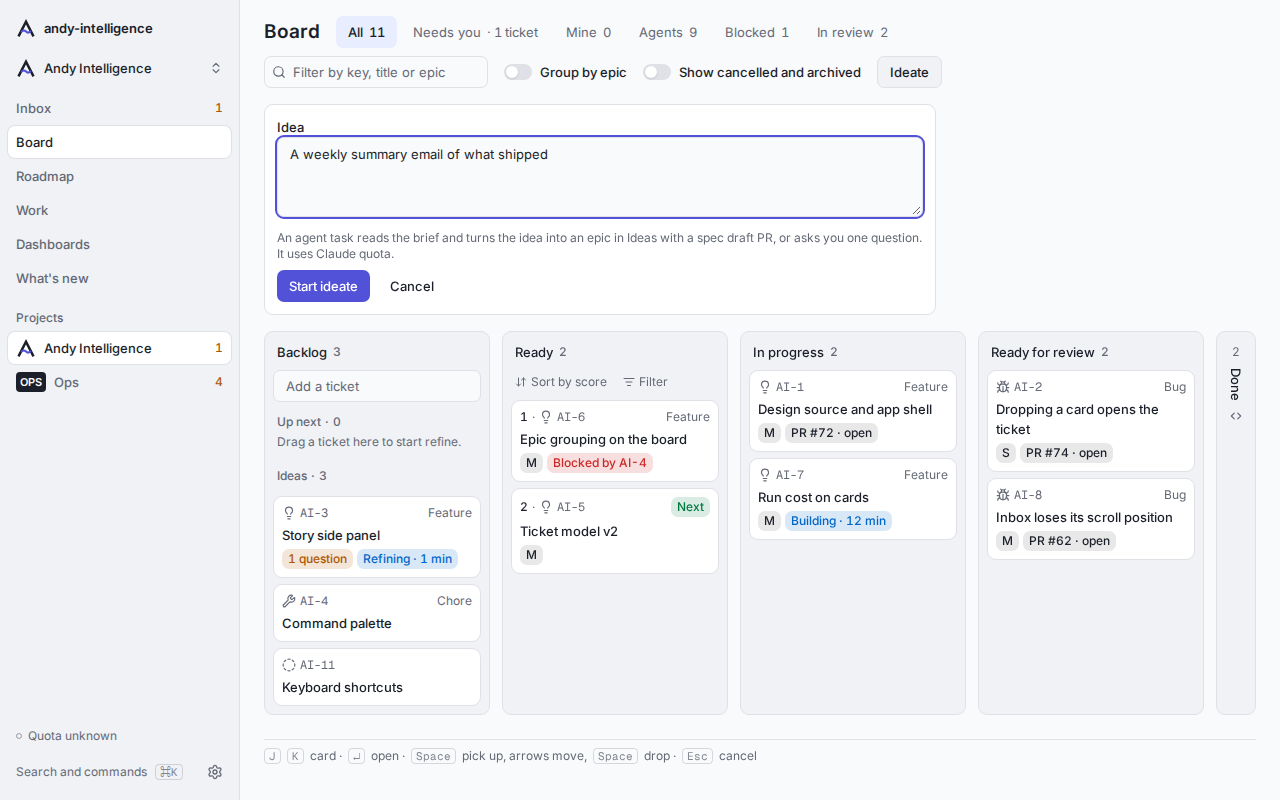 andy-intelligence
Andy Intelligence
Inbox 1
Board
Roadmap
Work
Dashboards
What's new
Projects
Andy Intelligence 1
OPS Ops 4
Quota unknown
Search and commands ⌘K
Board All 11 Needs you · 1 ticket Mine 0 Agents 9 Blocked 1 In review 2
Filter by key, title or epic Group by epic Show cancelled and archived Ideate
Idea
A weekly summary email of what shipped
An agent task reads the brief and turns the idea into an epic in Ideas with a spec draft PR, or asks you one question.
It uses Claude quota.
Start ideate Cancel
Backlog 3
Add a ticket
Up next · 0
Drag a ticket here to start refine.
Ideas · 3
AI-3 Feature
Story side panel
1 question Refining · 1 min
AI-4 Chore
Command palette
AI-11
Keyboard shortcuts
Ready 2
Sort by score Filter
1 · AI-6 Feature
Epic grouping on the board
M Blocked by AI-4
2 · AI-5 Next
Ticket model v2
M
In progress 2
AI-1 Feature
Design source and app shell
M PR #72 · open
AI-7 Feature
Run cost on cards
M Building · 12 min
Ready for review 2
AI-2 Bug
Dropping a card opens the
ticket
S PR #74 · open
AI-8 Bug
Inbox loses its scroll position
M PR #62 · open
2
Done
J K card · ↵ open · Space pick up, arrows move, Space drop · Esc cancel